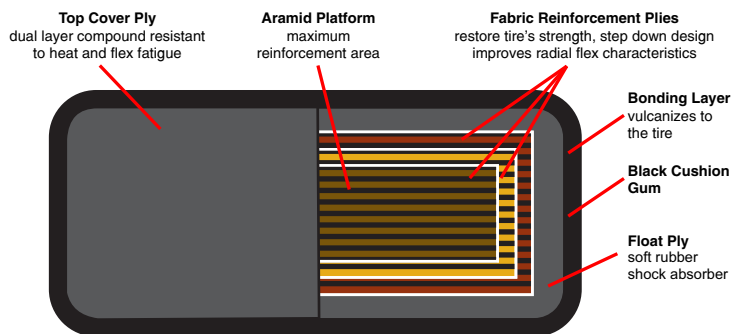 Top Cover Ply
dual layer compound resistant
to heat and flex fatigue
Aramid Platform
maximum
reinforcement area
Fabric Reinforcement Plies
restore tire's strength, step down design
improves radial flex characteristics
Bonding Layer
vulcanizes to
the tire
Black Cushion
Gum
Float Ply
soft rubber
shock absorber